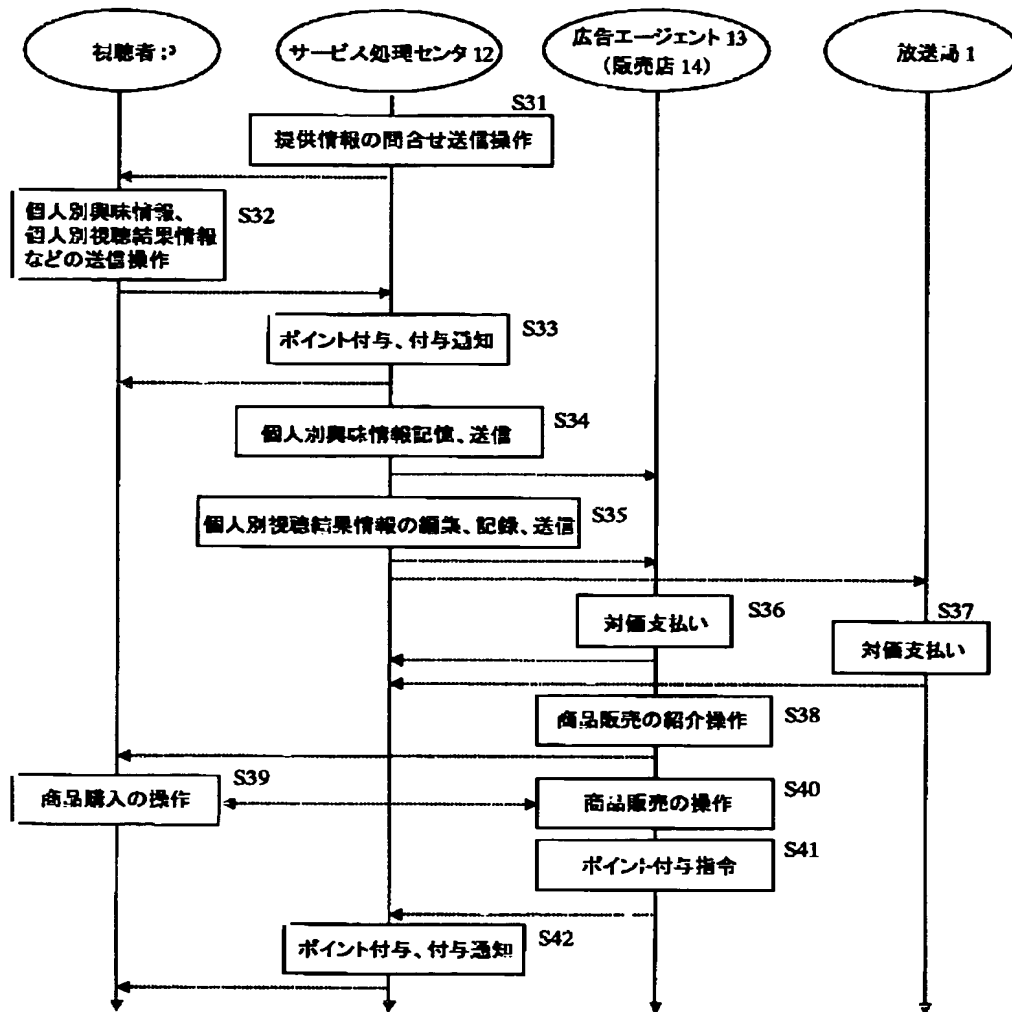 視聴者
サービス処理センタ 12
広告エージェント 13
(販売店 14)
放送局 1
S31
提供情報の問合せ送信操作
個人別興味情報、
個人別視聴結果情報
などの送信操作
S32
ポイント付与、付与通知
S33
個人別興味情報記憶、送信
S34
個人別視聴結果情報の編集、記録、送信
S35
対価支払い
S36
S37
対価支払い
商品販売の紹介操作
S38
商品購入の操作
S39
商品販売の操作
S40
ポイント付与指令
S41
ポイント付与、付与通知
S42